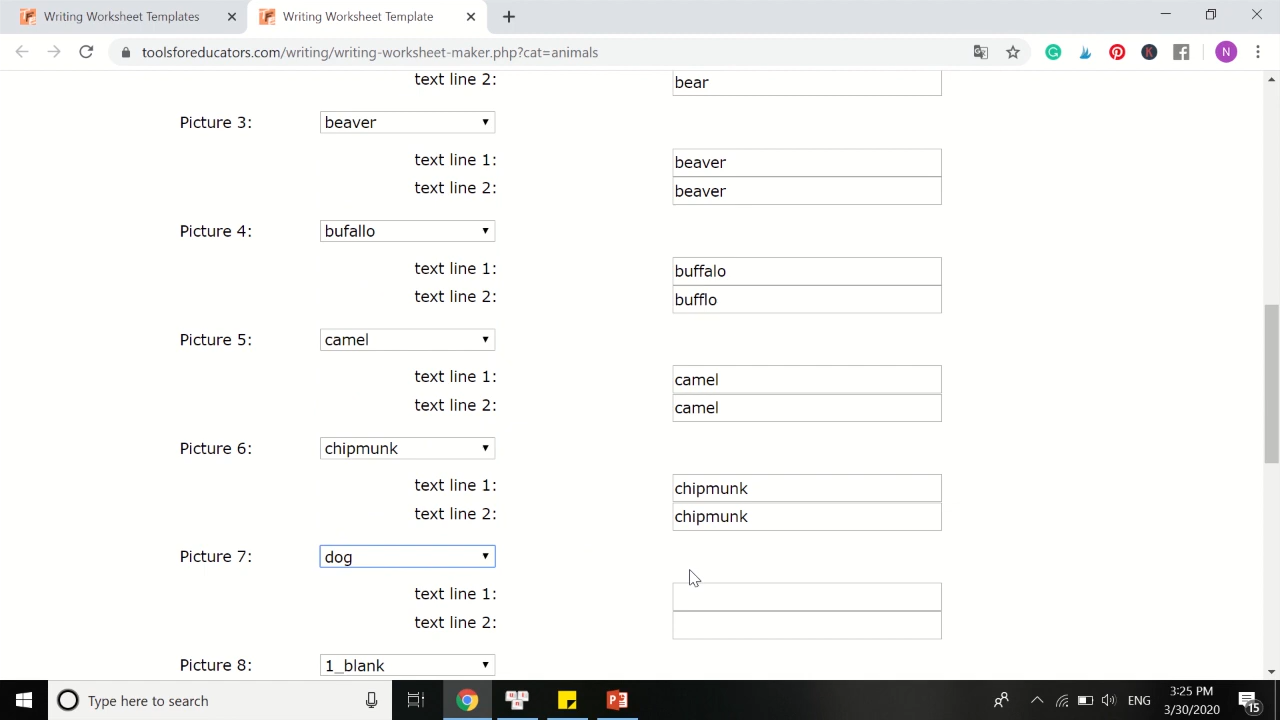 Writing Worksheet Templates
Writing Worksheet Template
toolsforeducators.com/writing/writing-worksheet-maker.php?cat=animals
N
text line 2: bear
Picture 3: beaver
text line 1: beaver
text line 2: beaver
Picture 4: bufallo
text line 1: buffalo
text line 2: bufflo
Picture 5: camel
text line 1: camel
text line 2: camel
Picture 6: chipmunk
text line 1: chipmunk
text line 2: chipmunk
Picture 7: dog
text line 1:
text line 2:
Picture 8: 1_blank
Type here to search
ENG
3:25 PM
3/30/2020
15